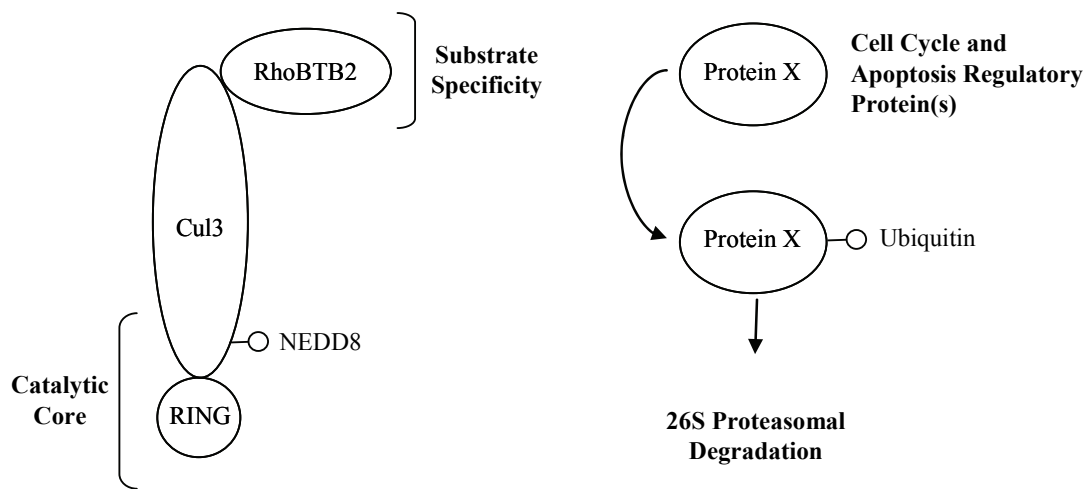 RhoBTB2
Substrate
Specificity
Cul3
NEDD8
Catalytic
Core
RING
Protein X
Cell Cycle and
Apoptosis Regulatory
Protein(s)
Protein X
Ubiquitin
26S Proteasomal
Degradation